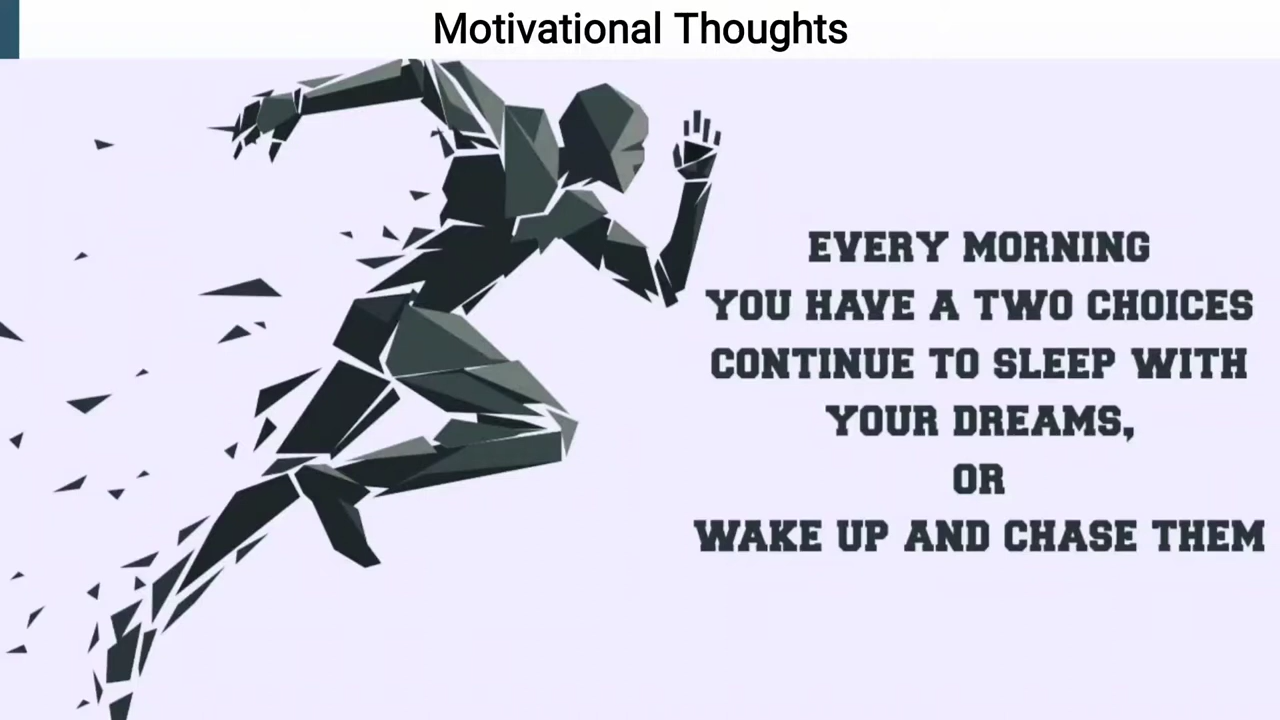 Motivational Thoughts
EVERY MORNING
YOU HAVE A TWO CHOICES
CONTINUE TO SLEEP WITH
YOUR DREAMS,
OR
WAKE UP AND CHASE THEM